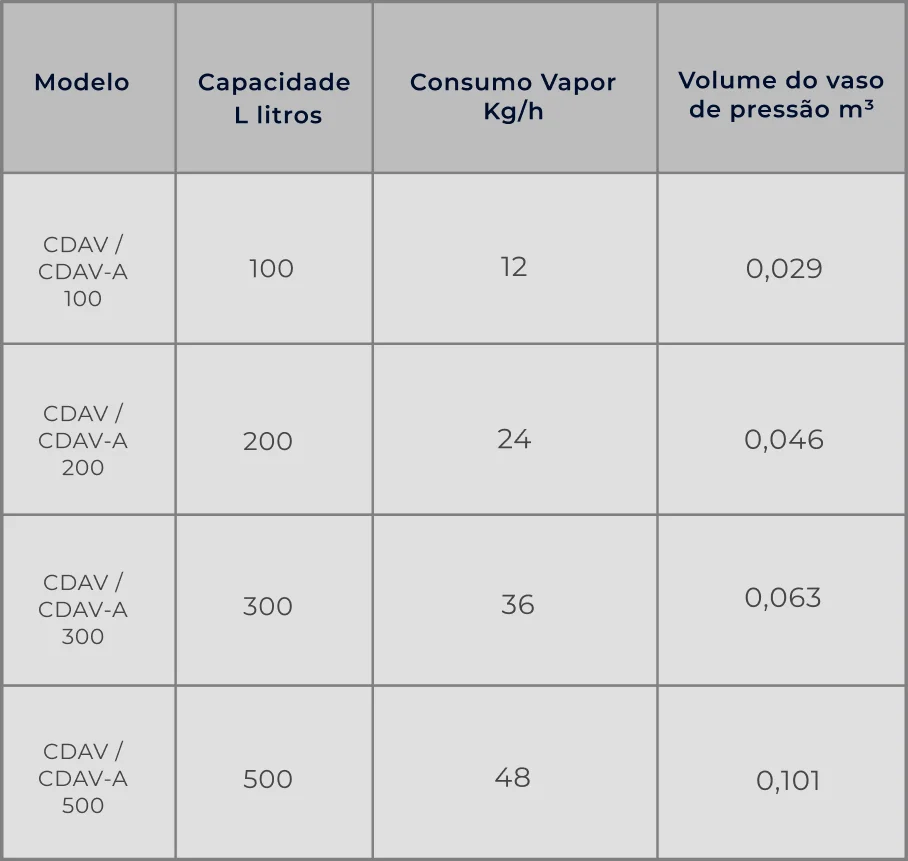 Modelo
Capacidade
L litros
Consumo Vapor
Kg/h
Volume do vaso
de pressão m³
CDAV /
CDAV-A
100
100
12
0,029
CDAV /
CDAV-A
200
200
24
0,046
CDAV /
CDAV-A
300
300
36
0,063
CDAV /
CDAV-A
500
500
48
0,101